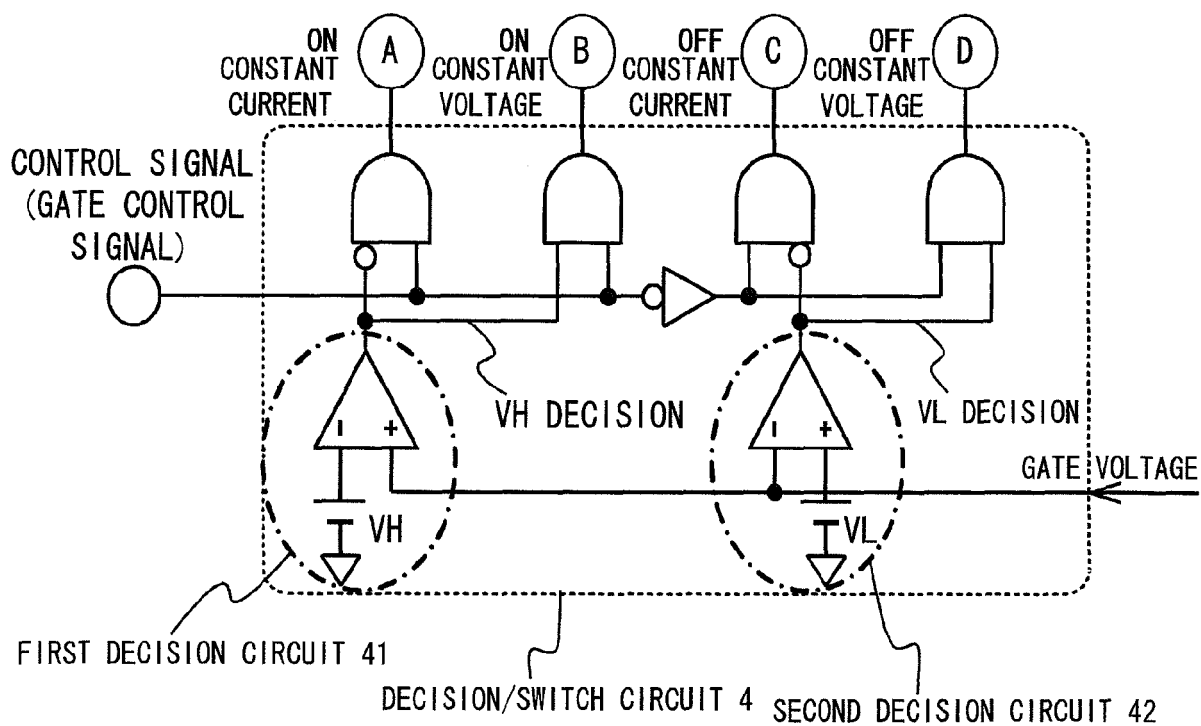 ON
CONSTANT
CURRENT
A
ON
CONSTANT
VOLTAGE
B
OFF
CONSTANT
CURRENT
C
OFF
CONSTANT
VOLTAGE
D
CONTROL SIGNAL
(GATE CONTROL
SIGNAL)
VH DECISION
VL DECISION
- +
- +
GATE VOLTAGE
VH
VL
FIRST DECISION CIRCUIT 41
DECISION/SWITCH CIRCUIT 4
SECOND DECISION CIRCUIT 42